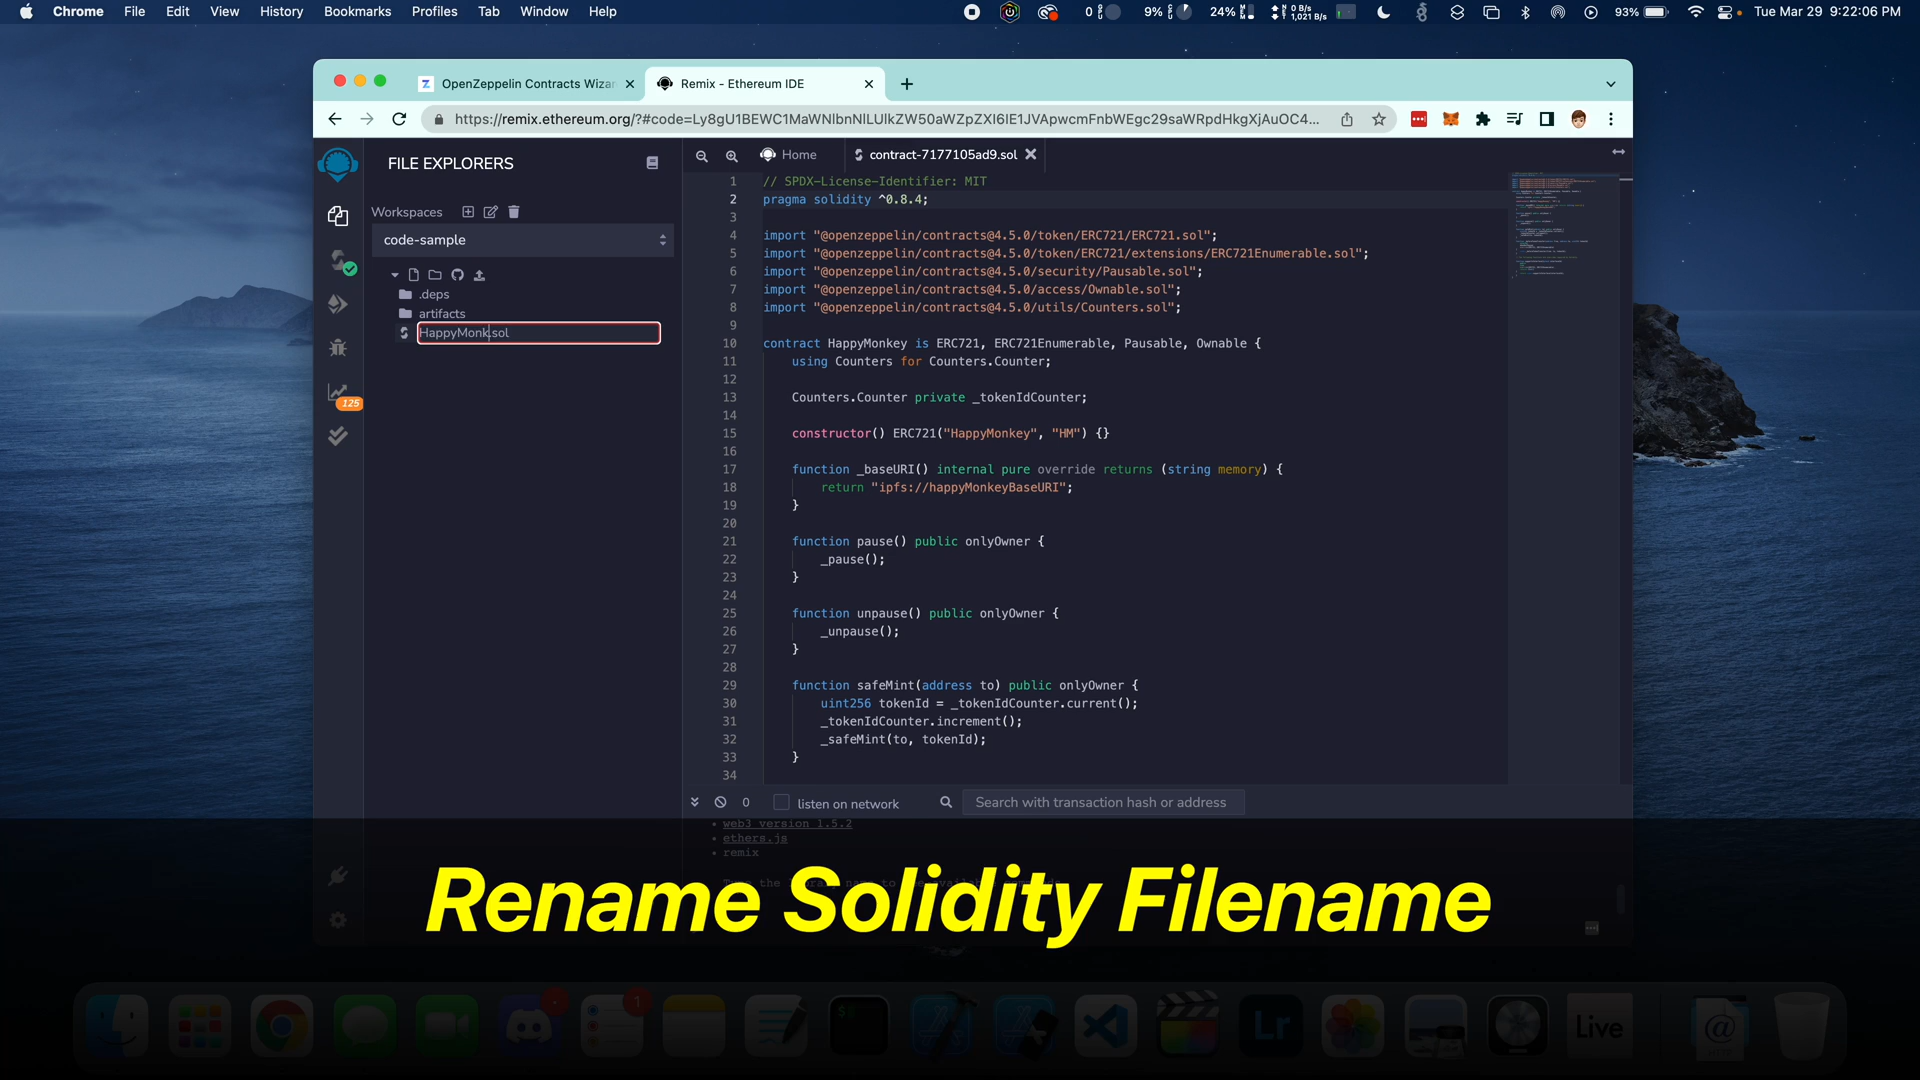 Chrome File Edit View History Bookmarks Profiles Tab Window Help
0 9% 24% 0 B/s 1,021 B/s 93% Tue Mar 29 9:22:06 PM
OpenZeppelin Contracts Wizar
Remix - Ethereum IDE
https://remix.ethereum.org/?#code=Ly8gU1BEWC1MaWNlbnNlLUlkZW50aWZpZXI6IE1JVApwcmFnbWEgc29saWRpdHkgXjAuOC4...
FILE EXPLORERS
Home
contract-7177105ad9.sol
Workspaces
code-sample
.deps
artifacts
HappyMonk.sol
125
1 // SPDX-License-Identifier: MIT
2 pragma solidity ^0.8.4;
3
4 import "@openzeppelin/contracts@4.5.0/token/ERC721/ERC721.sol";
5 import "@openzeppelin/contracts@4.5.0/token/ERC721/extensions/ERC721Enumerable.sol";
6 import "@openzeppelin/contracts@4.5.0/security/Pausable.sol";
7 import "@openzeppelin/contracts@4.5.0/access/Ownable.sol";
8 import "@openzeppelin/contracts@4.5.0/utils/Counters.sol";
9
10 contract HappyMonkey is ERC721, ERC721Enumerable, Pausable, Ownable {
11 using Counters for Counters.Counter;
12
13 Counters.Counter private _tokenIdCounter;
14
15 constructor() ERC721("HappyMonkey", "HM") {}
16
17 function _baseURI() internal pure override returns (string memory) {
18 return "ipfs://happyMonkeyBaseURI";
19 }
20
21 function pause() public onlyOwner {
22 _pause();
23 }
24
25 function unpause() public onlyOwner {
26 _unpause();
27 }
28
29 function safeMint(address to) public onlyOwner {
30 uint256 tokenId = _tokenIdCounter.current();
31 _tokenIdCounter.increment();
32 _safeMint(to, tokenId);
33 }
34
0 listen on network Search with transaction hash or address
web3 version 1.5.2
ethers.js
remix
Rename Solidity Filename
1
Lr
Live
@